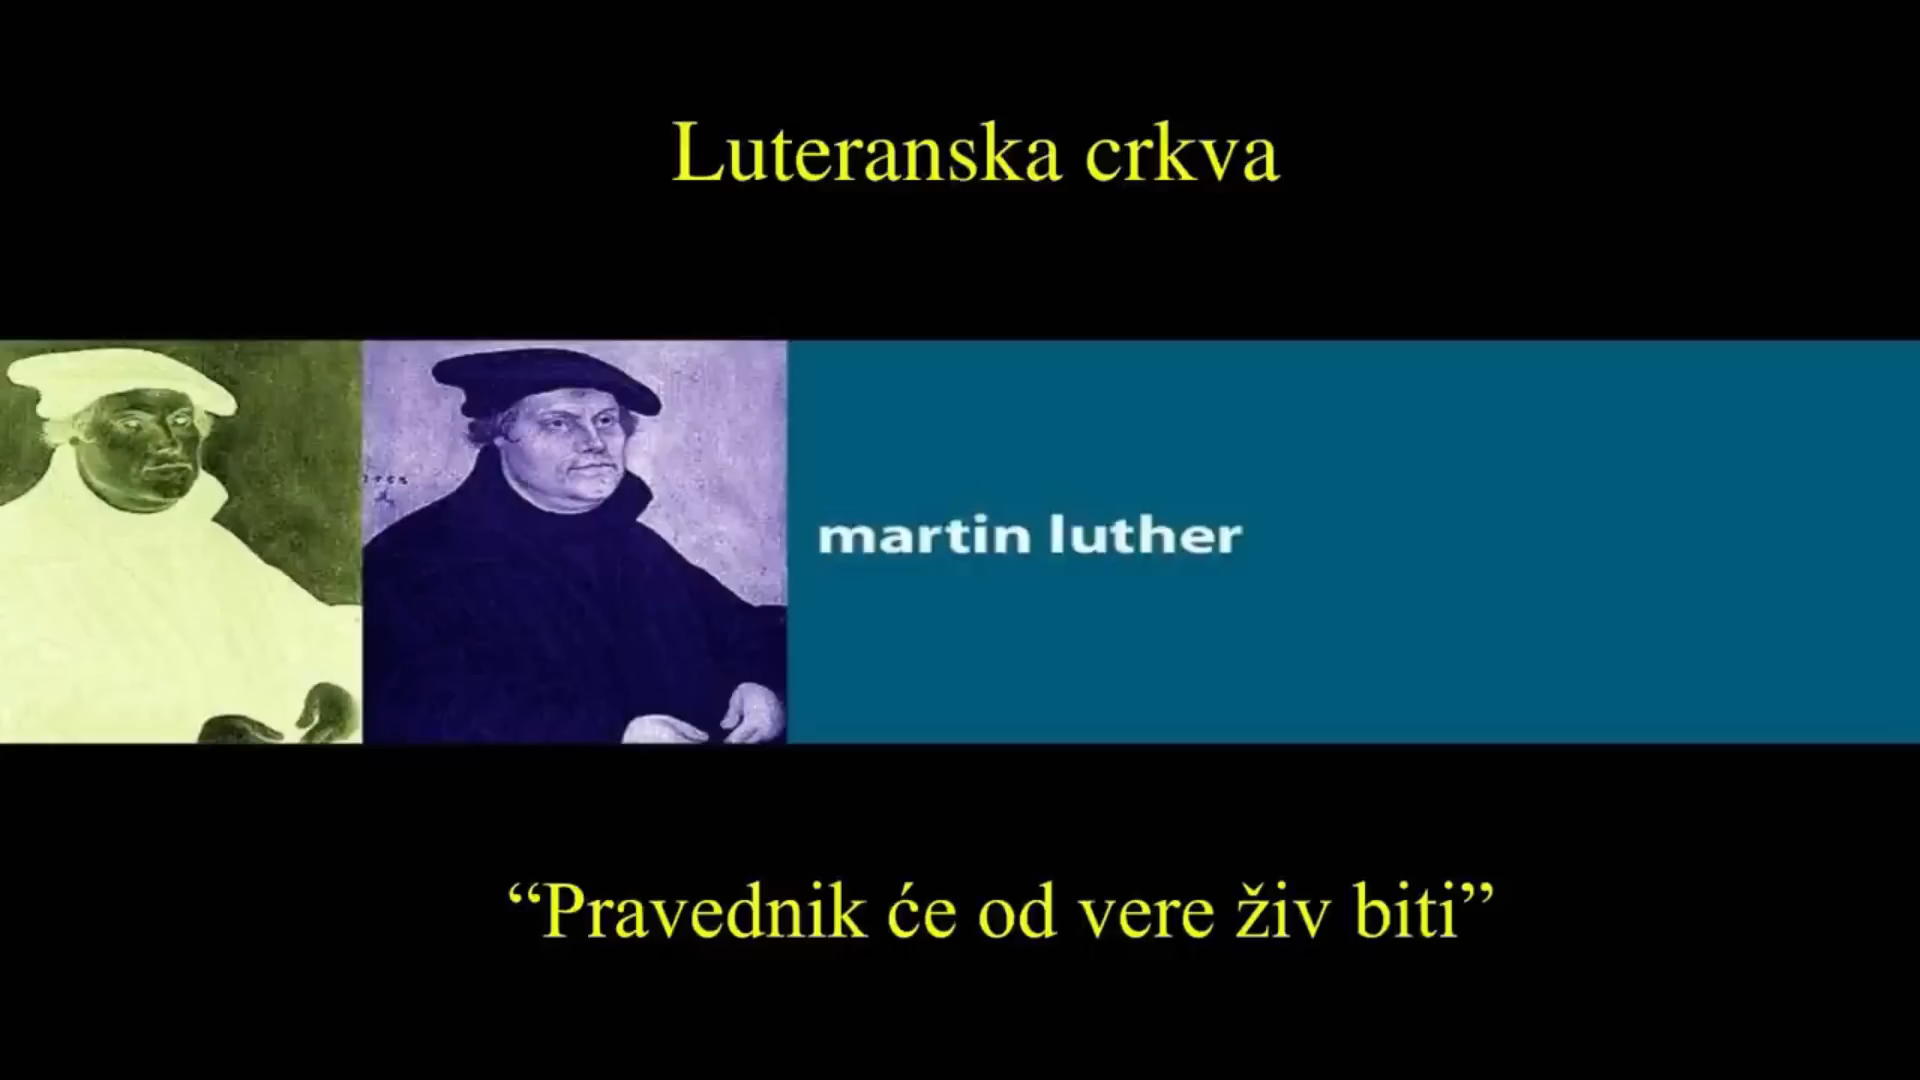 Luteranska crkva
martin luther
“Pravednik će od vere živ biti”